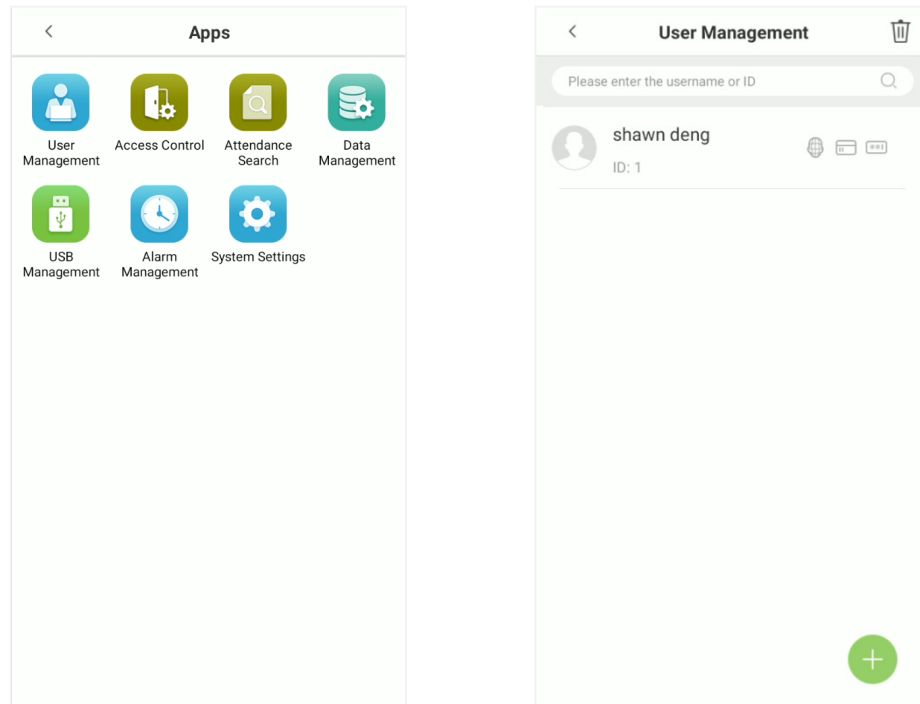 Apps
User
Management
Access Control
Attendance
Search
Data
Management
USB
Management
Alarm
Management
System Settings
User Management
Please enter the username or ID
shawn deng
ID: 1